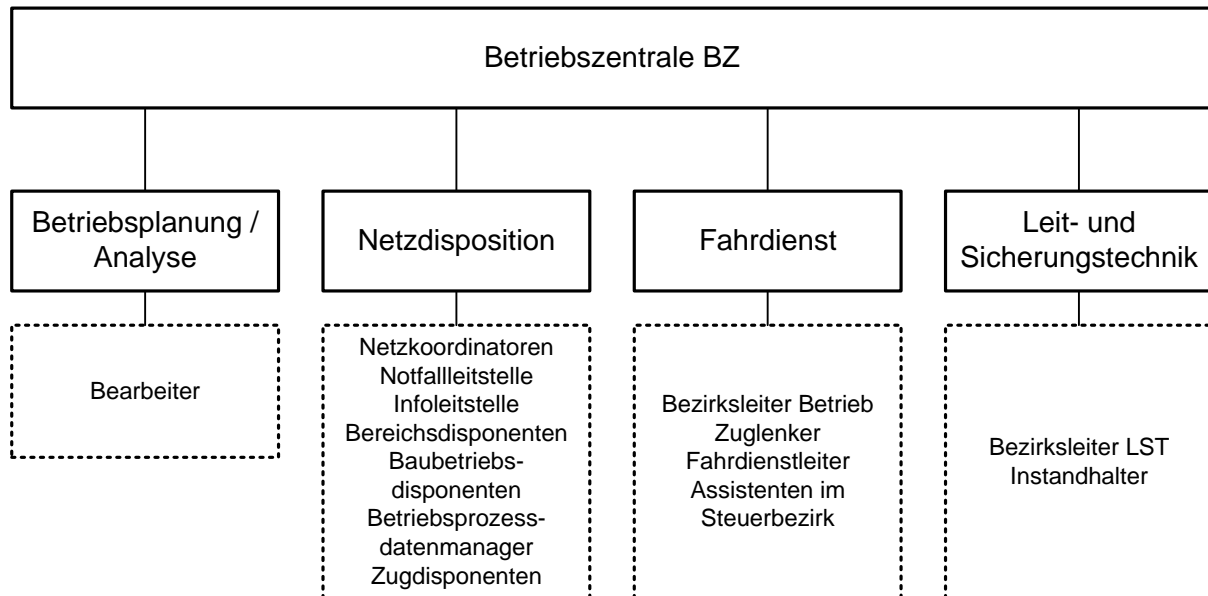 Betriebszentrale BZ
Betriebsplanung /
Analyse
Netzdisposition
Fahrdienst
Leit- und
Sicherungstechnik
Bearbeiter
Netzkoordinatoren
Notfallleitstelle
Infoleitstelle
Bereichsdisponenten
Baubetriebs-
disponenten
Betriebsprozess-
datenmanager
Zugdisponenten
Bezirksleiter Betrieb
Zuglenker
Fahrdienstleiter
Assistenten im
Steuerbezirk
Bezirksleiter LST
Instandhalter